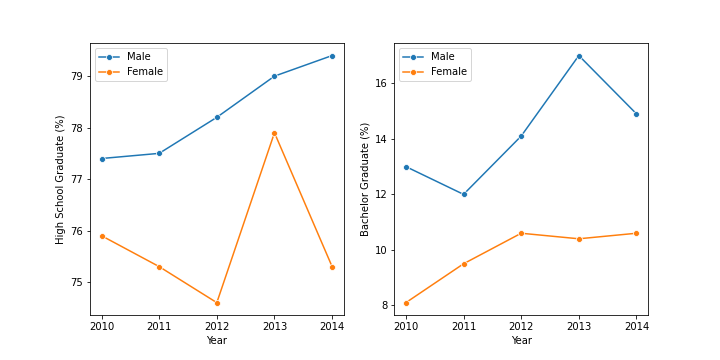 Male
Female
High School Graduate (%)
79
78
77
76
75
2010 2011 2012 2013 2014
Year
Male
Female
Bachelor Graduate (%)
16
14
12
10
8
2010 2011 2012 2013 2014
Year